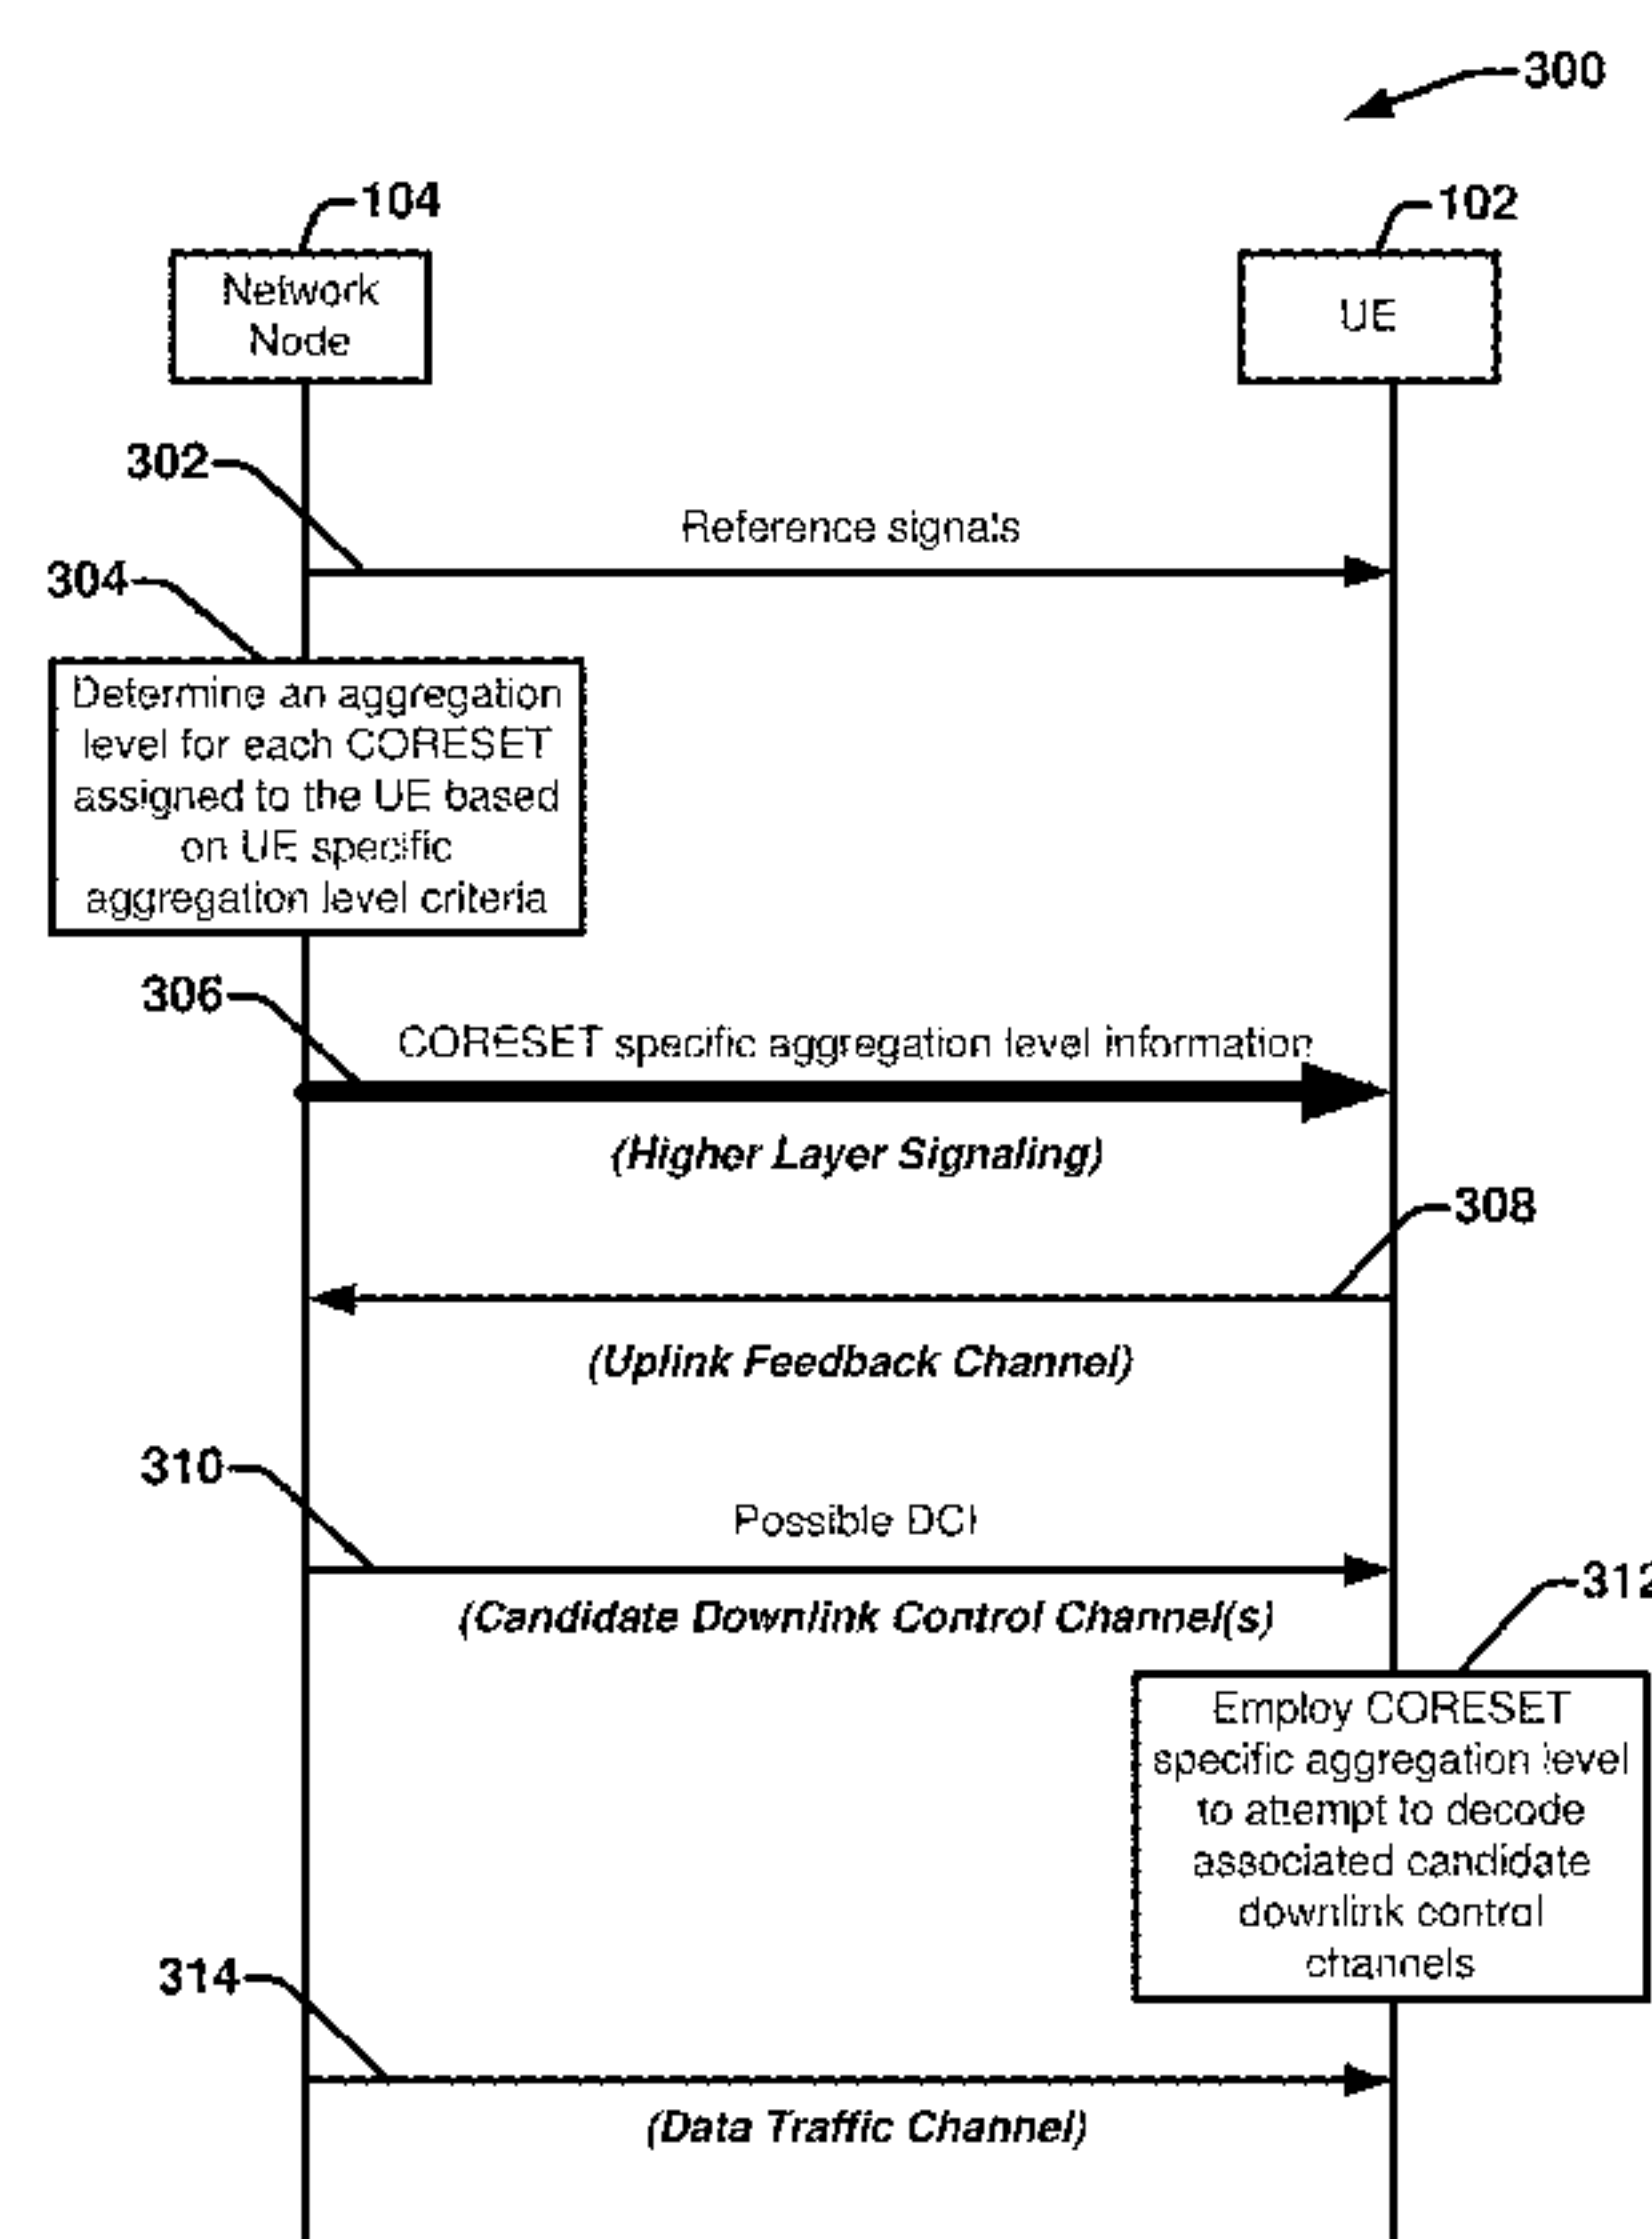 300
104
102
Network
Node
UE
302
Reference signals
304
Determine an aggregation
level for each CORESET
assigned to the UE based
on UE specific
aggregation level criteria
306
CORESET specific aggregation level information
(Higher Layer Signaling)
308
(Uplink Feedback Channel)
310
Possible DCI
(Candidate Downlink Control Channel(s)
312
Employ CORESET
specific aggregation level
to attempt to decode
associated candidate
downlink control
channels
314
(Data Traffic Channel)